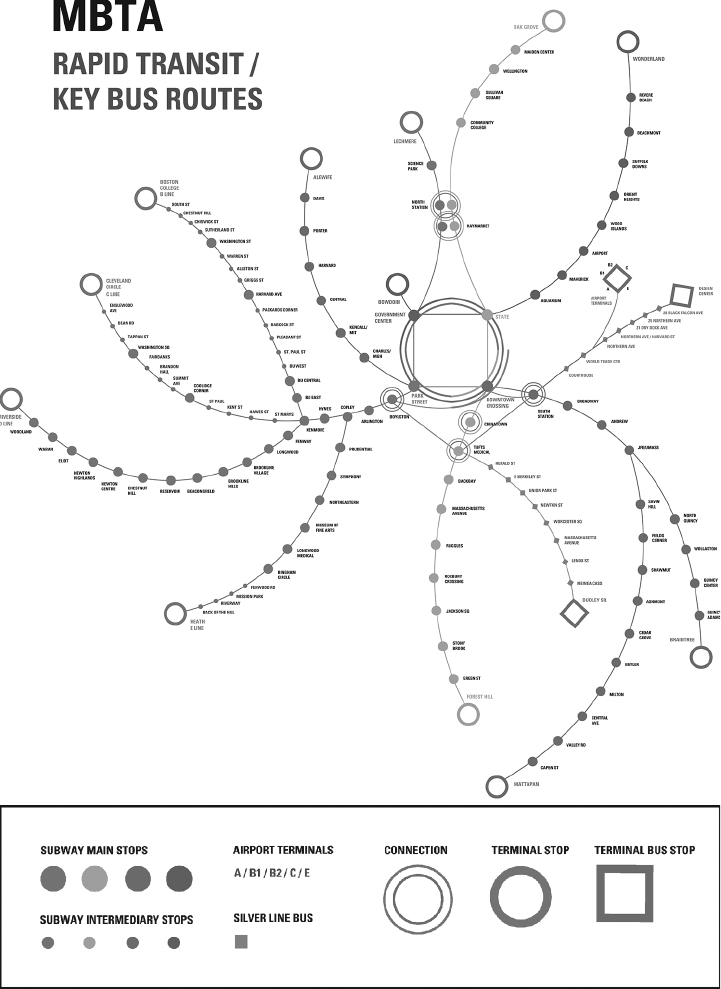 MBTA
RAPID TRANSIT /
KEY BUS ROUTES
OAK GROVE
MALDEN CENTER
WELLINGTON
SULLIVAN
SQUARE
COMMUNITY
COLLEGE
WONDERLAND
REVERE
BEACH
BEACHMONT
SUFFOLK
DOWNS
ORIENT
HEIGHTS
WOOD
ISLANDS
AIRPORT
MAVERICK
AQUARIUM
LECHMERE
SCIENCE
PARK
NORTH
STATION
HAYMARKET
ALEWIFE
DAVIS
PORTER
HARVARD
CENTRAL
KENDALL/
MIT
CHARLES/
MGH
BOWDOIN
GOVERNMENT
CENTER
STATE
PARK
STREET
DOWNTOWN
CROSSING
BOSTON
COLLEGE
B LINE
SOUTH ST
CHESTNUT HILL
CHISWICK ST
SUTHERLAND ST
WASHINGTON ST
WARREN ST
ALLSTON ST
GRIGGS ST
HARVARD AVE
PACKARDS CORNER
BABCOCK ST
PLEASANT ST
ST. PAUL ST
BU WEST
BU CENTRAL
BU EAST
CLEVELAND
CIRCLE
C LINE
ENGLEWOOD
AVE
DEAN RD
TAPPAN ST
WASHINGTON SQ
FAIRBANKS
BRANDON
HALL
SUMMIT
AVE
COOLIDGE
CORNER
ST PAUL
KENT ST
HAWES ST
ST MARYS
RIVERSIDE
D LINE
WOODLAND
WABAN
ELIOT
NEWTON
HIGHLANDS
NEWTON
CENTRE
CHESTNUT
HILL
RESERVOIR
BEACONSFIELD
BROOKLINE
HILLS
BROOKLINE
VILLAGE
LONGWOOD
FENWAY
KENMORE
HYNES
COPLEY
ARLINGTON
BOYLSTON
PRUDENTIAL
SYMPHONY
NORTHEASTERN
MUSEUM OF
FINE ARTS
LONGWOOD
MEDICAL
BINGHAM
CIRCLE
FENWOOD RD
MISSION PARK
RIVERWAY
BACK OF THE HILL
HEATH
E LINE
AIRPORT
TERMINALS
B2
C
B1
A
E
DESIGN
CENTER
28 BLACK FALCON AVE
25 NORTHERN AVE
21 DRY DOCK AVE
NORTHERN AVE / HARVARD ST
NORTHERN AVE
WORLD TRADE CTR
COURTHOUSE
SOUTH
STATION
CHINATOWN
TUFTS
MEDICAL
BACK BAY
MASSACHUSETTS
AVENUE
RUGGLES
ROXBURY
CROSSING
JACKSON SQ
STONY
BROOK
GREEN ST
FOREST HILL
HERALD ST
E BERKELEY ST
UNION PARK ST
NEWTON ST
WORCESTER SQ
MASSACHUSETTS
AVENUE
LENOX ST
MELNEA CASS
DUDLEY SQ
BROADWAY
ANDREW
JFK/UMASS
SAVIN
HILL
FIELDS
CORNER
SHAWMUT
ASHMONT
CEDAR
GROVE
BUTLER
MILTON
CENTRAL
AVE
VALLEY RD
CAPEN ST
MATTAPAN
NORTH
QUINCY
WOLLASTON
QUINCY
CENTER
QUINCY
ADAMS
BRAINTREE
SUBWAY MAIN STOPS
AIRPORT TERMINALS
A / B1 / B2 / C / E
CONNECTION
TERMINAL STOP
TERMINAL BUS STOP
SUBWAY INTERMEDIARY STOPS
SILVER LINE BUS